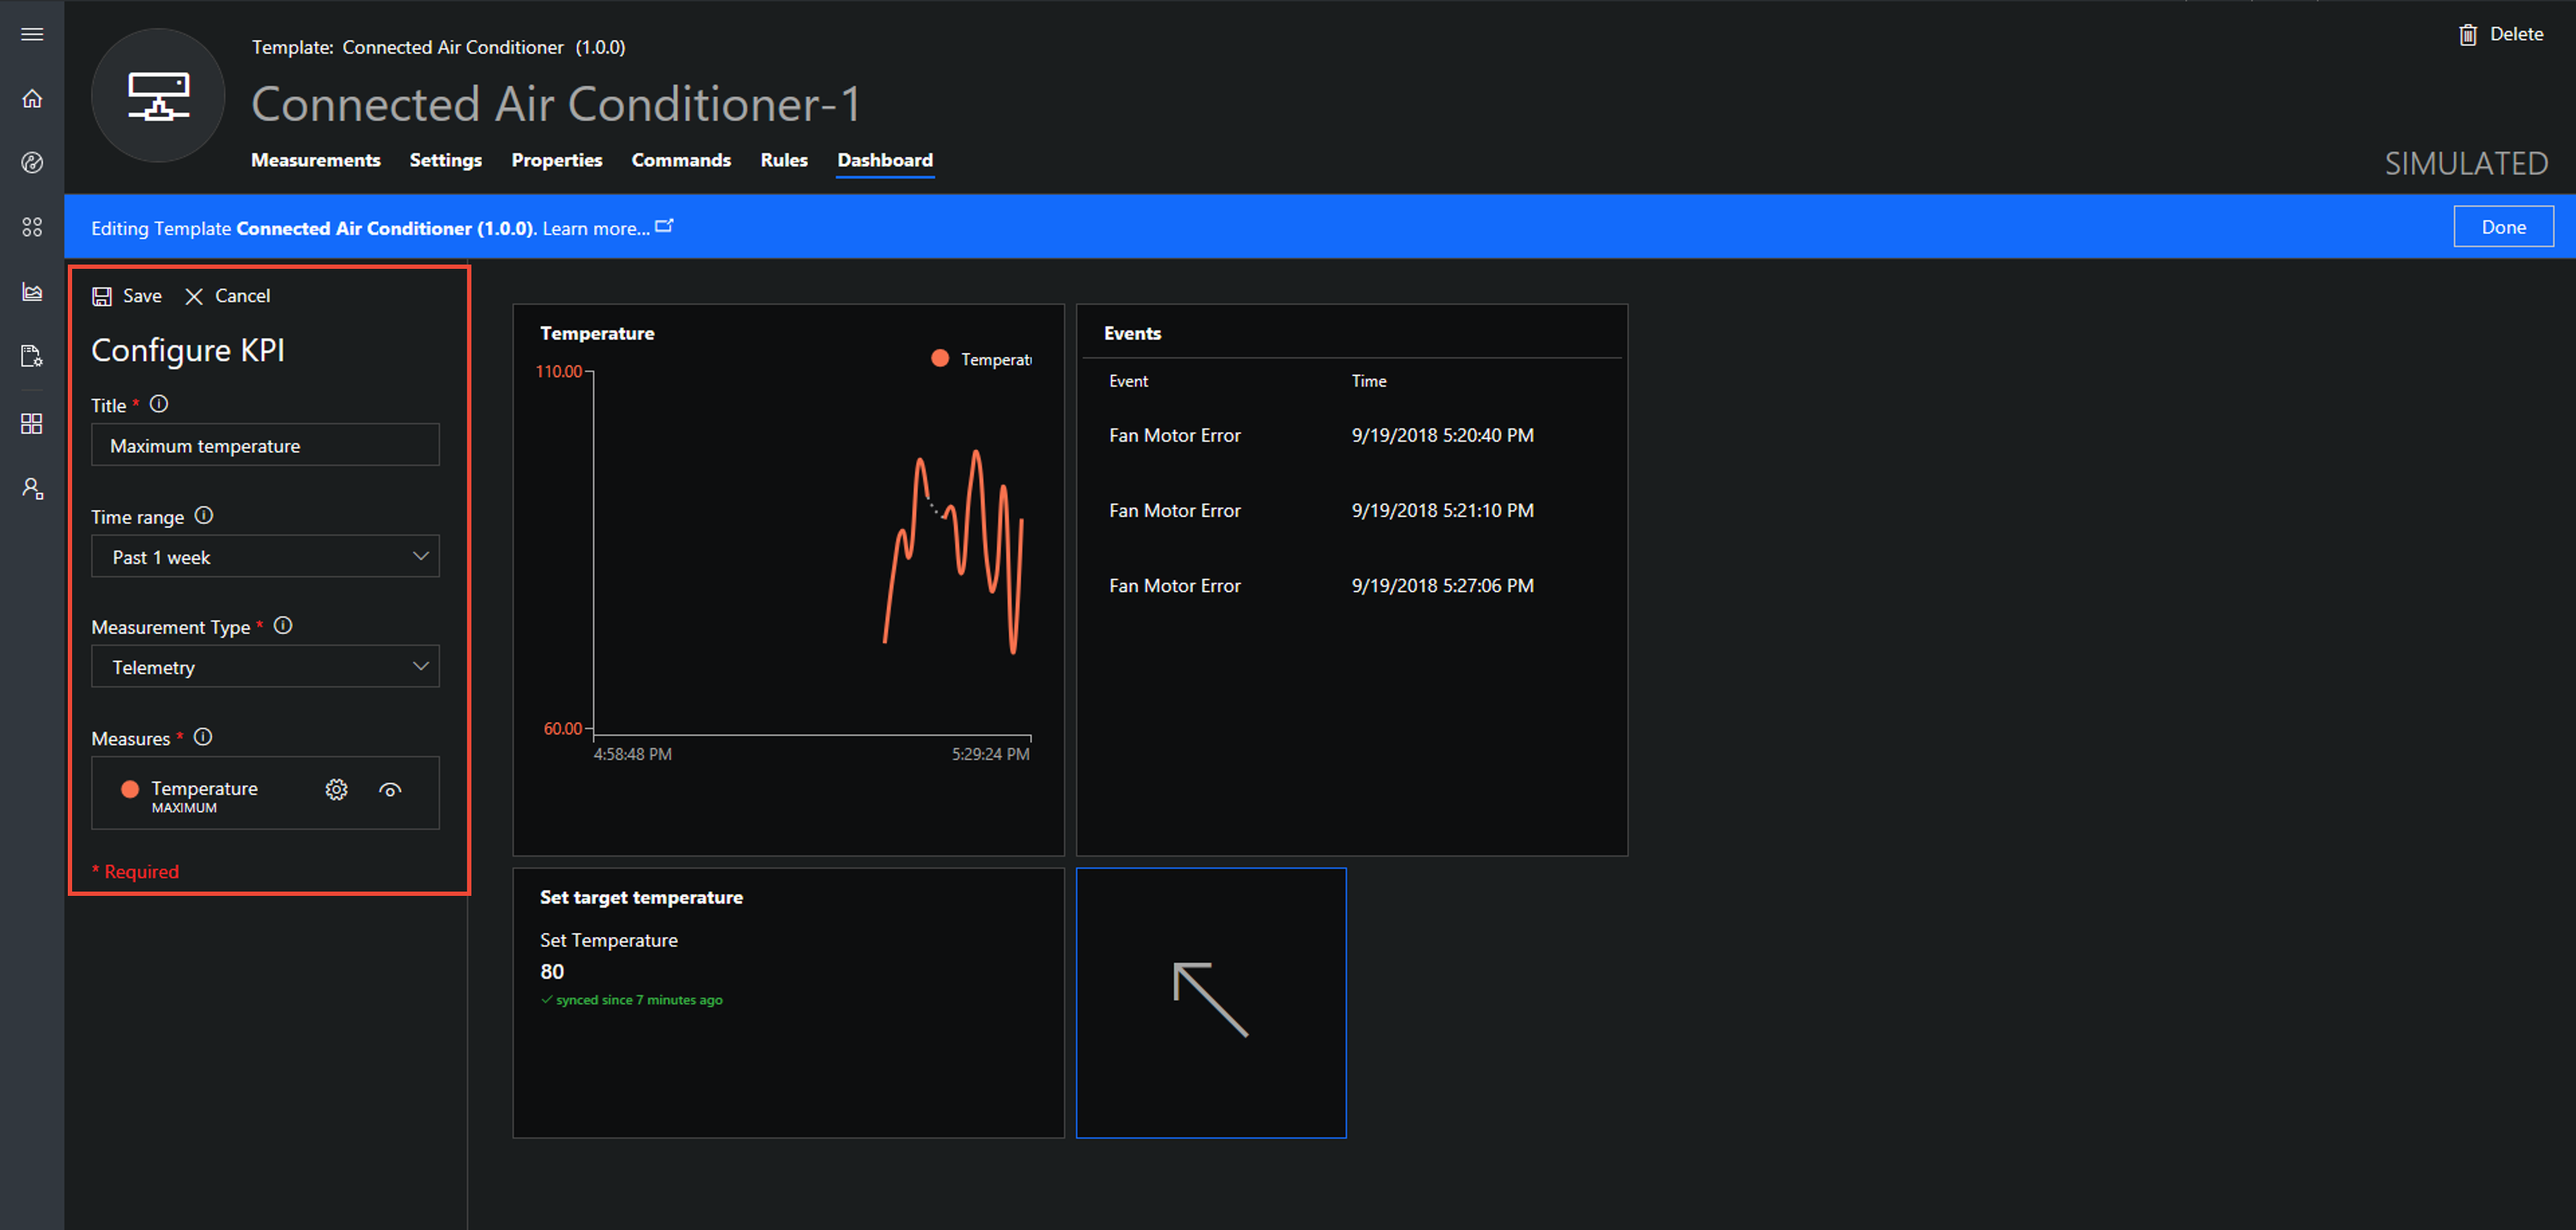 Template: Connected Air Conditioner (1.0.0)
Delete
Connected Air Conditioner-1
Measurements Settings Properties Commands Rules Dashboard
SIMULATED
Editing Template Connected Air Conditioner (1.0.0). Learn more...
Done
Save Cancel
Configure KPI
Title *
Maximum temperature
Time range
Past 1 week
Measurement Type *
Telemetry
Measures *
Temperature
MAXIMUM
* Required
Temperature
Temperatu
110.00
60.00
4:58:48 PM 5:29:24 PM
Events
Event Time
Fan Motor Error 9/19/2018 5:20:40 PM
Fan Motor Error 9/19/2018 5:21:10 PM
Fan Motor Error 9/19/2018 5:27:06 PM
Set target temperature
Set Temperature
80
synced since 7 minutes ago